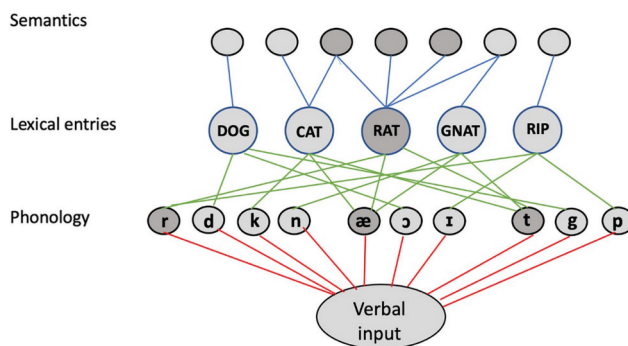 Semantics
Lexical entries
DOG CAT RAT GNAT RIP
Phonology
r d k n æ ɔ ɪ t g p
Verbal
input